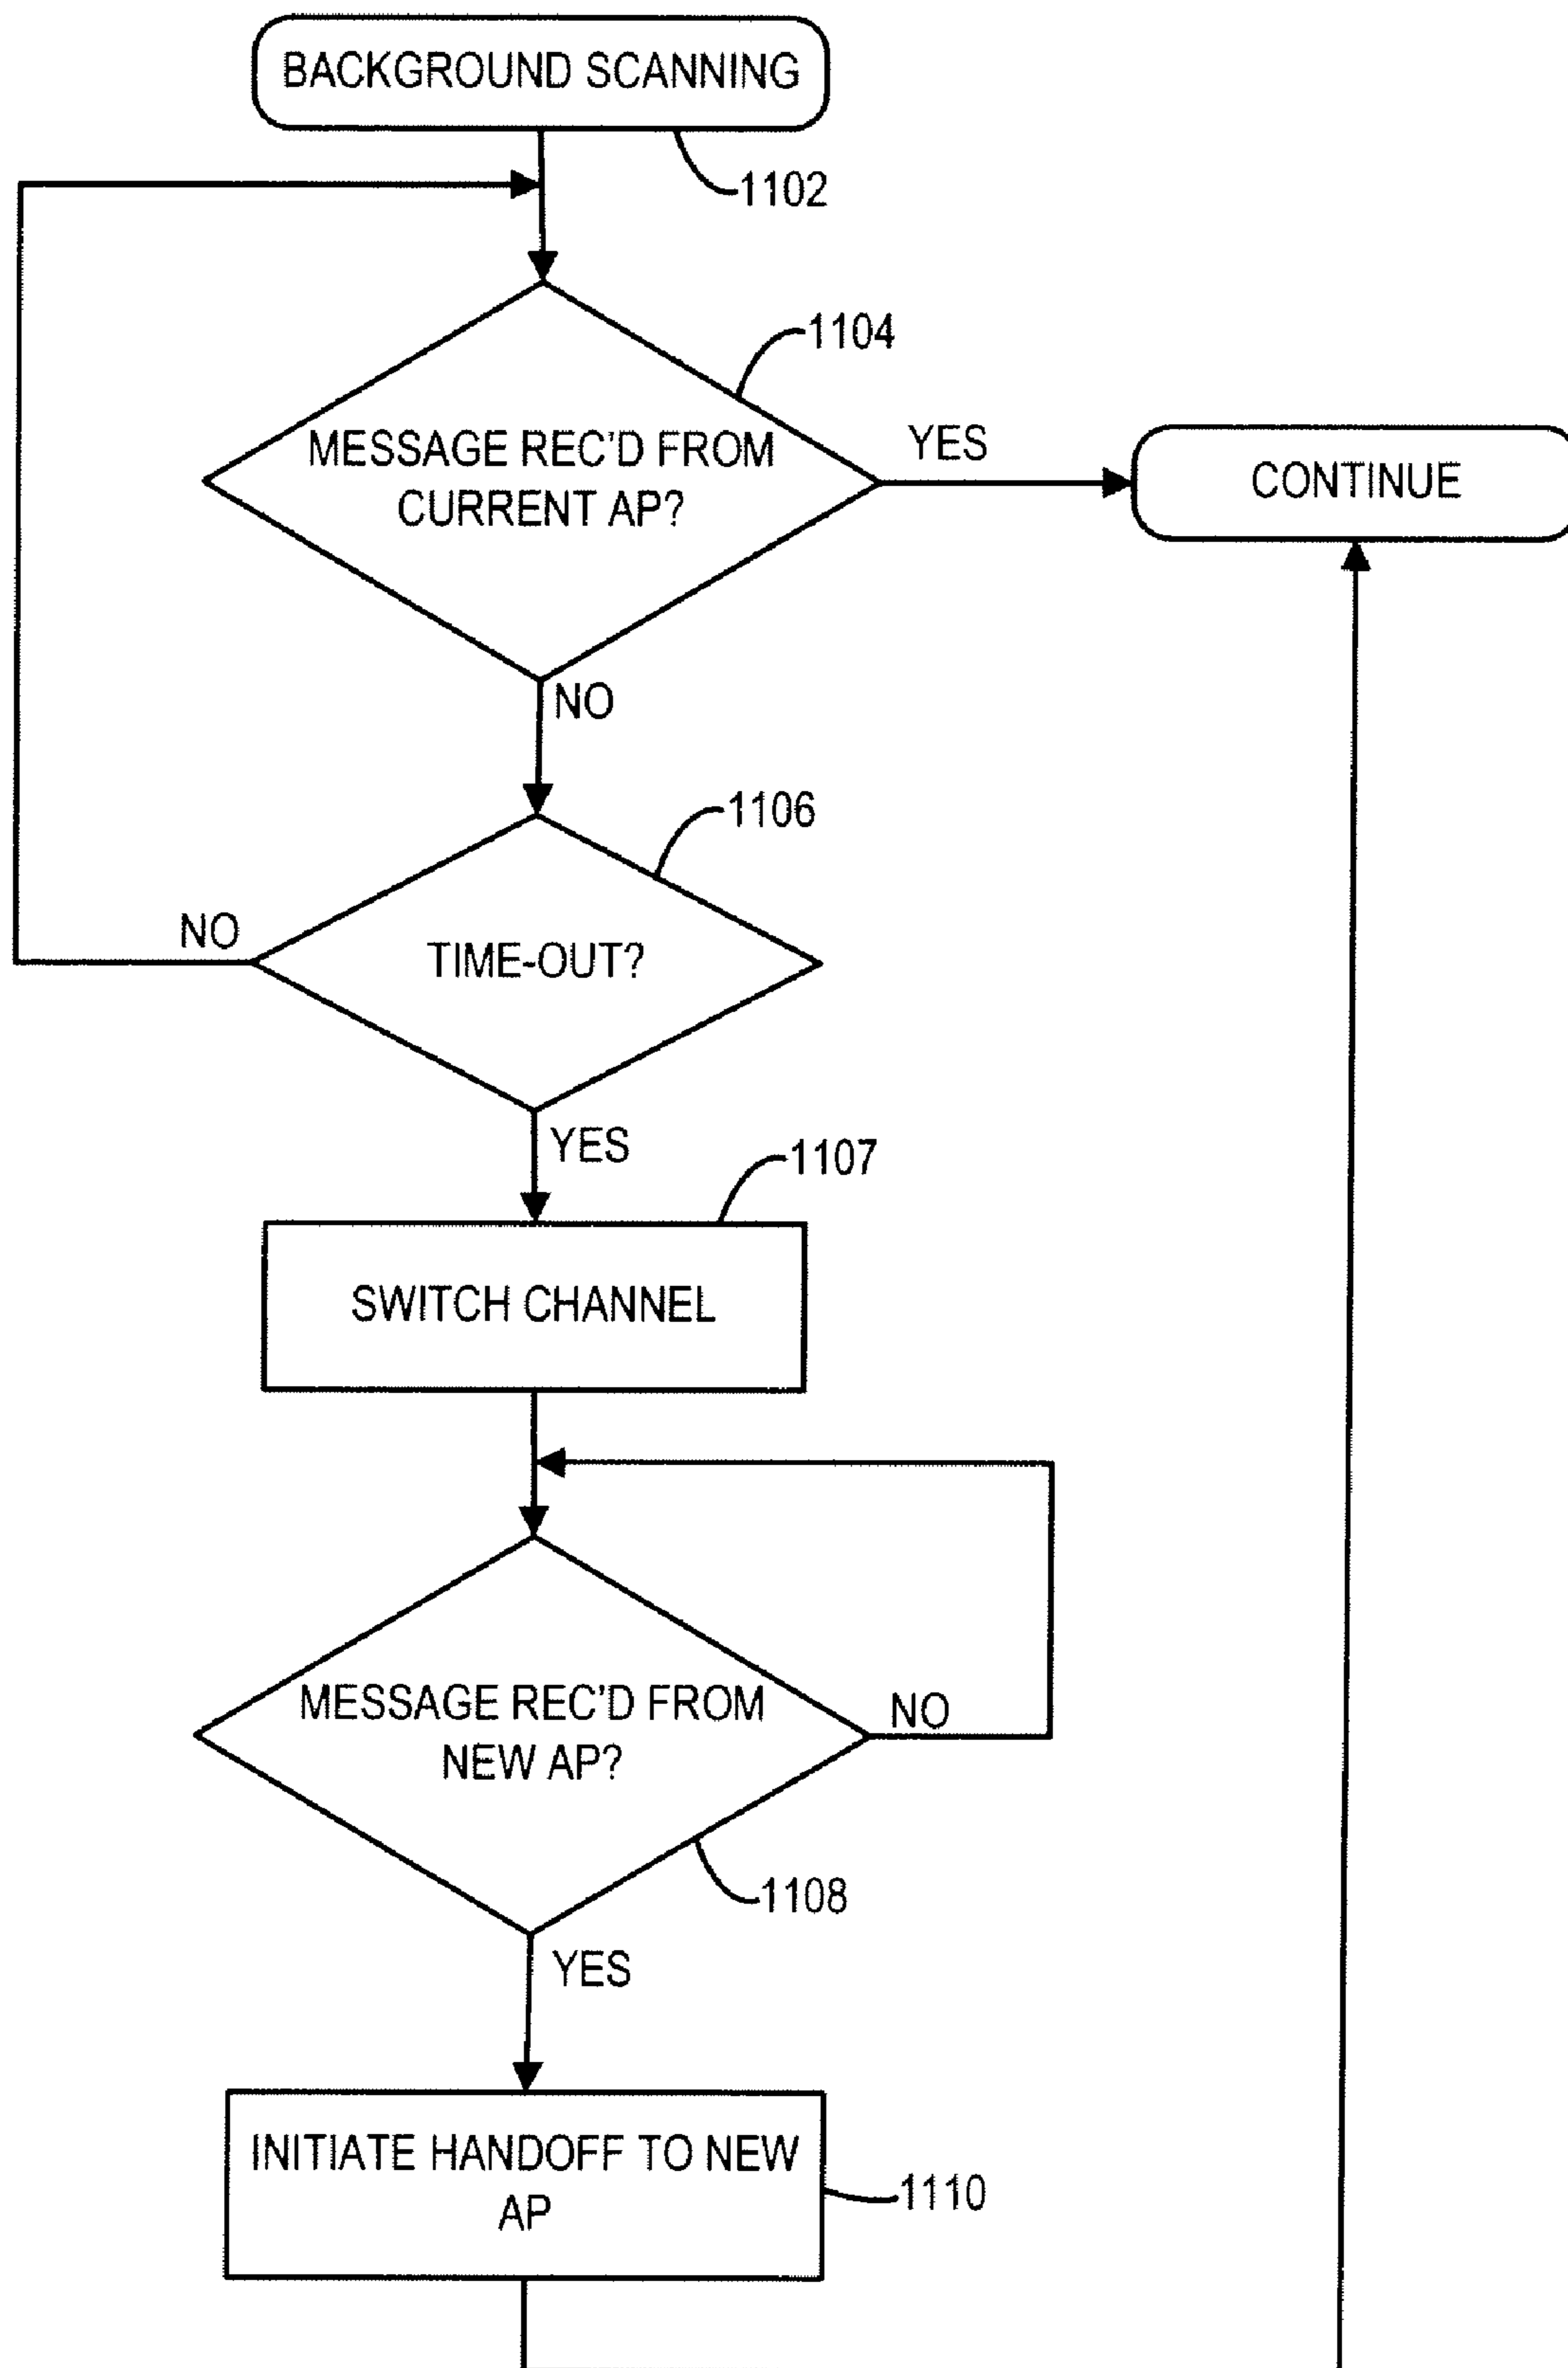 BACKGROUND SCANNING
1102
1104
MESSAGE REC'D FROM
CURRENT AP?
YES
CONTINUE
NO
1106
NO
TIME-OUT?
YES
1107
SWITCH CHANNEL
MESSAGE REC'D FROM
NEW AP?
NO
1108
YES
INITIATE HANDOFF TO NEW
AP
1110